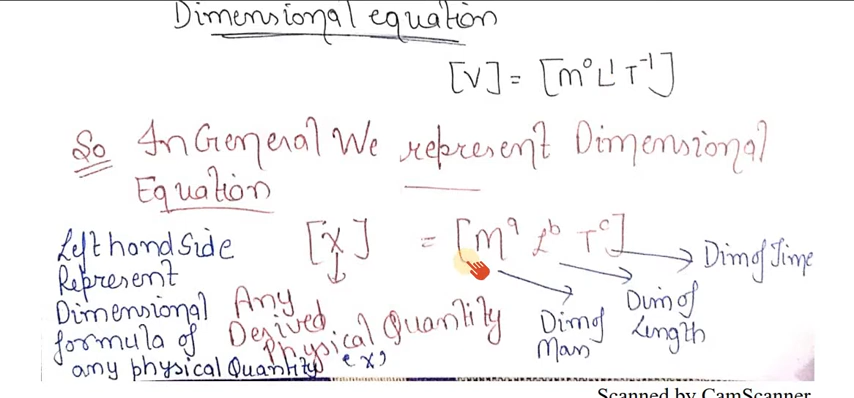 Dimensional equation
[V] = [M⁰ L¹ T⁻¹]
So In General We represent Dimensional
Equation
[X] = [Mᵃ Lᵇ Tᶜ]
Left hand Side
Represent
Dimensional
formula of
any physical Quantity
Any
Derived
Physical Quantity
"X"
Dim of
Mass
Dim of
Length
Dim of Time
Scanned by CamScanner